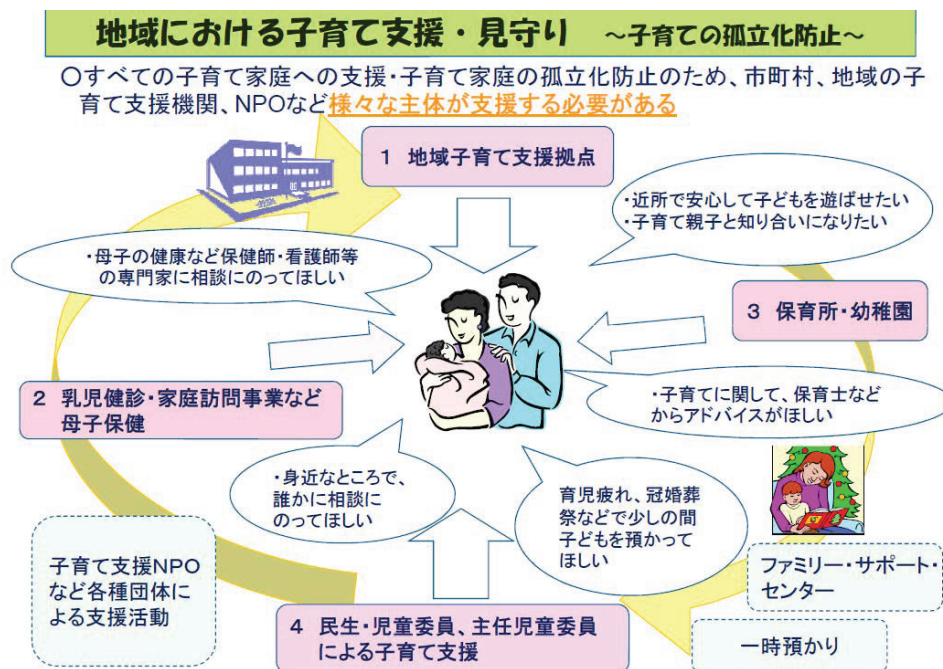 地域における子育て支援・見守り　～子育ての孤立化防止～
〇すべての子育て家庭への支援・子育て家庭の孤立化防止のため、市町村、地域の子
育て支援機関、NPOなど様々な主体が支援する必要がある
1　地域子育て支援拠点
・近所で安心して子どもを遊ばせたい
・子育て親子と知り合いになりたい
・母子の健康など保健師・看護師等
の専門家に相談にのってほしい
3　保育所・幼稚園
2　乳児健診・家庭訪問事業など
母子保健
・子育てに関して、保育士など
からアドバイスがほしい
・身近なところで、
誰かに相談に
のってほしい
育児疲れ、冠婚葬
祭などで少しの間
子どもを預かって
ほしい
子育て支援NPO
など各種団体に
よる支援活動
ファミリー・サポート・
センター
一時預かり
4　民生・児童委員、主任児童委員
による子育て支援